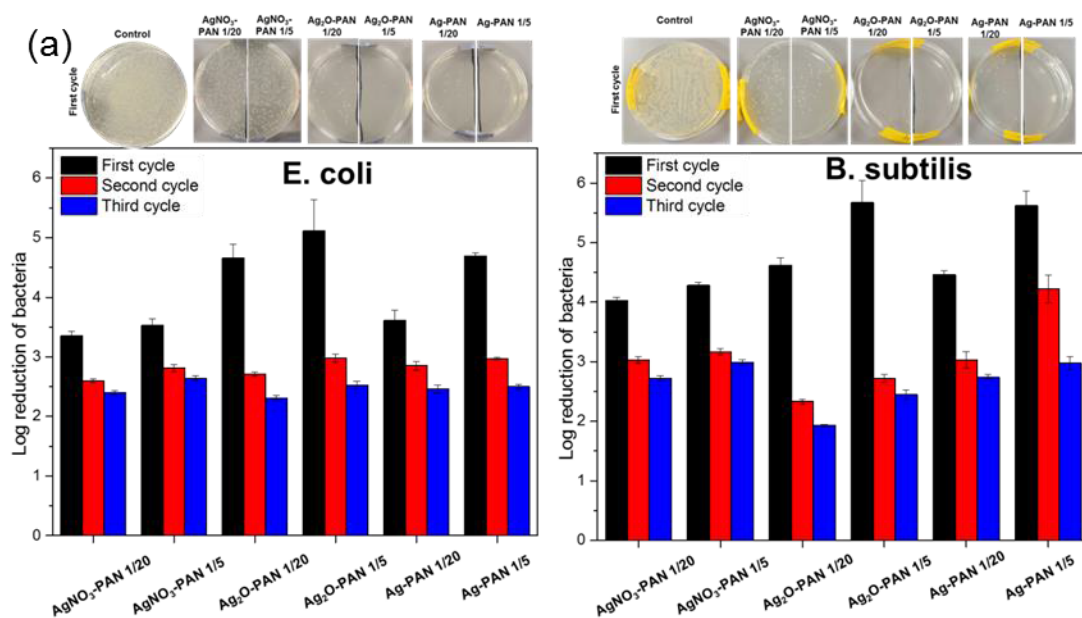 (a)
Control
AgNO₃-
PAN 1/20
AgNO₃-
PAN 1/5
Ag₂O-PAN
1/20
Ag₂O-PAN
1/5
Ag-PAN
1/20
Ag-PAN 1/5
First cycle
E. coli
First cycle
Second cycle
Third cycle
Log reduction of bacteria
6
5
4
3
2
1
0
AgNO₃-PAN 1/20
AgNO₃-PAN 1/5
Ag₂O-PAN 1/20
Ag₂O-PAN 1/5
Ag-PAN 1/20
Ag-PAN 1/5
Control
AgNO₃-
PAN 1/20
AgNO₃-
PAN 1/5
Ag₂O-PAN
1/20
Ag₂O-PAN
1/5
Ag-PAN
1/20
Ag-PAN 1/5
First cycle
B. subtilis
First cycle
Second cycle
Third cycle
Log reduction of bacteria
6
5
4
3
2
1
0
AgNO₃-PAN 1/20
AgNO₃-PAN 1/5
Ag₂O-PAN 1/20
Ag₂O-PAN 1/5
Ag-PAN 1/20
Ag-PAN 1/5